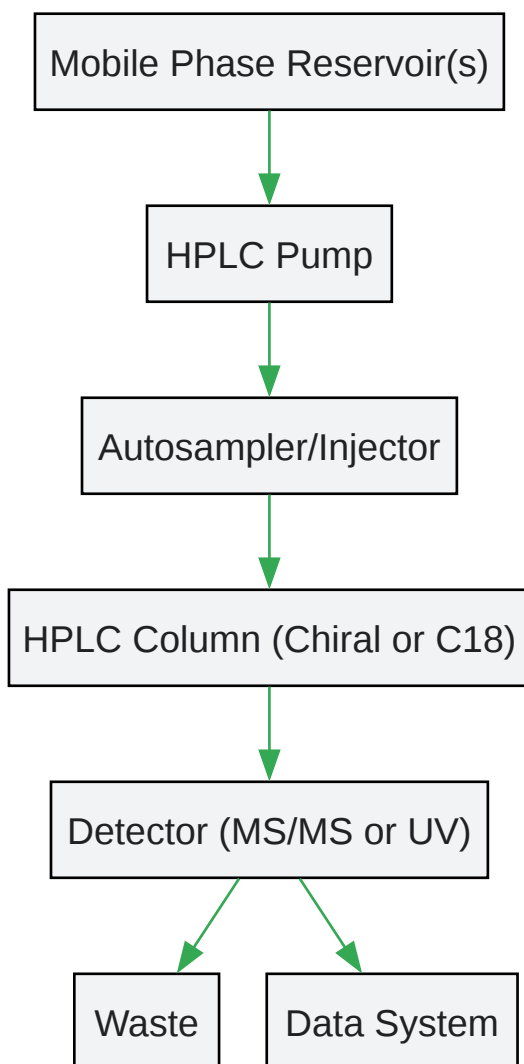 Mobile Phase Reservoir(s)
HPLC Pump
Autosampler/Injector
HPLC Column (Chiral or C18)
Detector (MS/MS or UV)
Waste
Data System